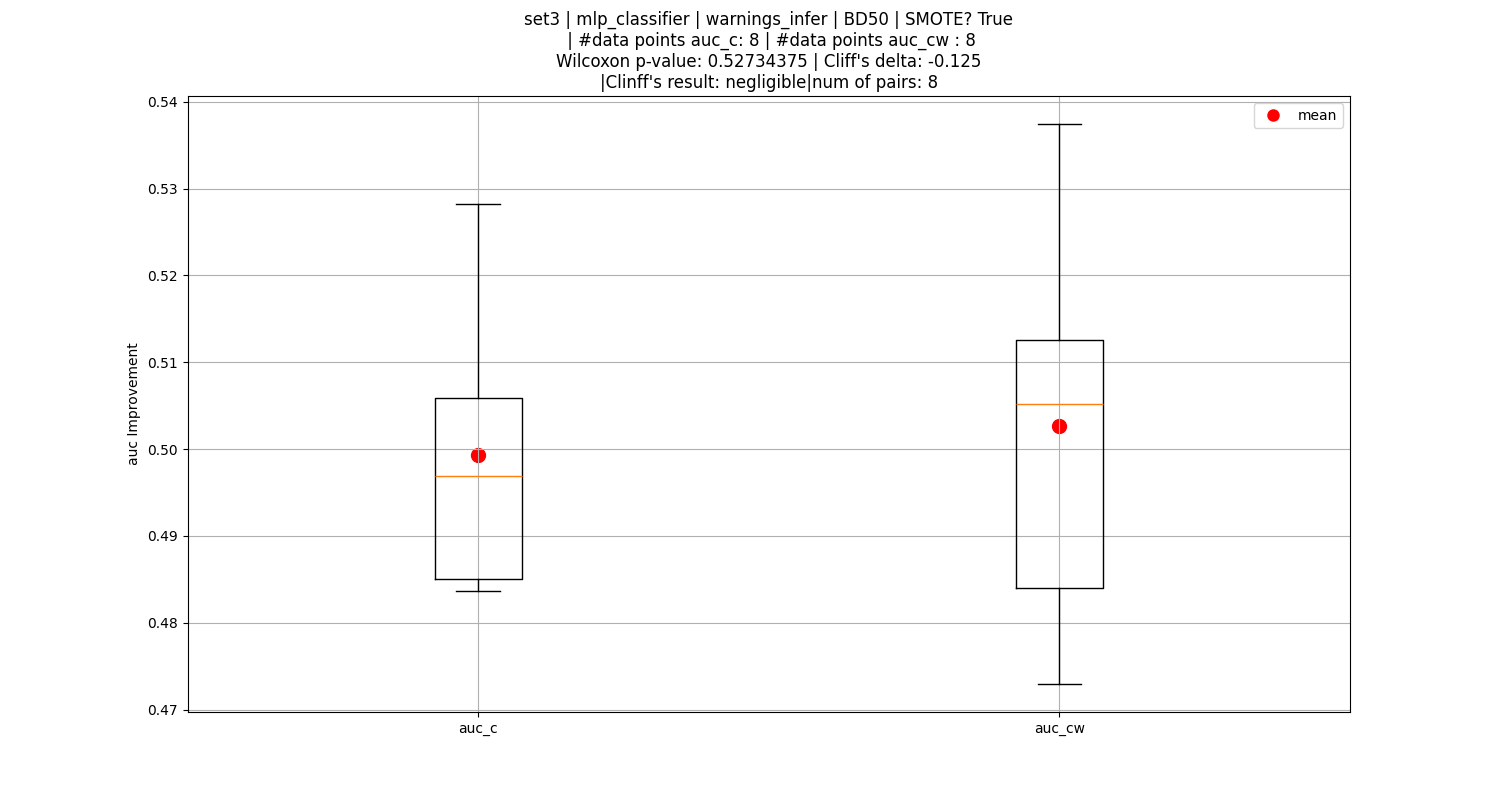 set3 | mlp_classifier | warnings_infer | BD50 | SMOTE? True
| #data points auc_c: 8 | #data points auc_cw : 8
Wilcoxon p-value: 0.52734375 | Cliff's delta: -0.125
|Clinff's result: negligible|num of pairs: 8
mean
0.54
0.53
0.52
0.51
0.50
0.49
0.48
0.47
auc Improvement
auc_c
auc_cw